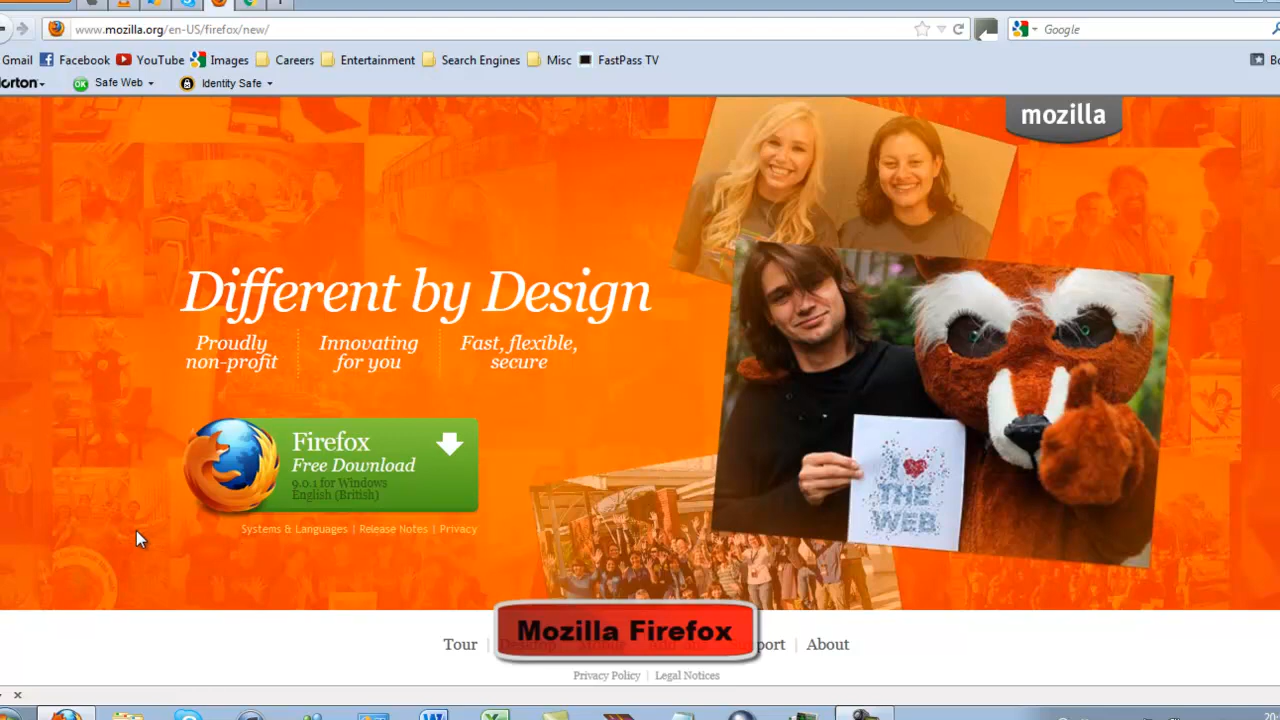 www.mozilla.org/en-US/firefox/new/
Google
Gmail Facebook YouTube Images Careers Entertainment Search Engines Misc FastPass TV
Safe Web Identity Safe
mozilla
Different by Design
Proudly
non-profit
Innovating
for you
Fast, flexible,
secure
Firefox
Free Download
9.0.1 for Windows
English (British)
Systems & Languages | Release Notes | Privacy
I
THE
WEB
Mozilla Firefox
Tour | Desktop | About
Privacy Policy | Legal Notices